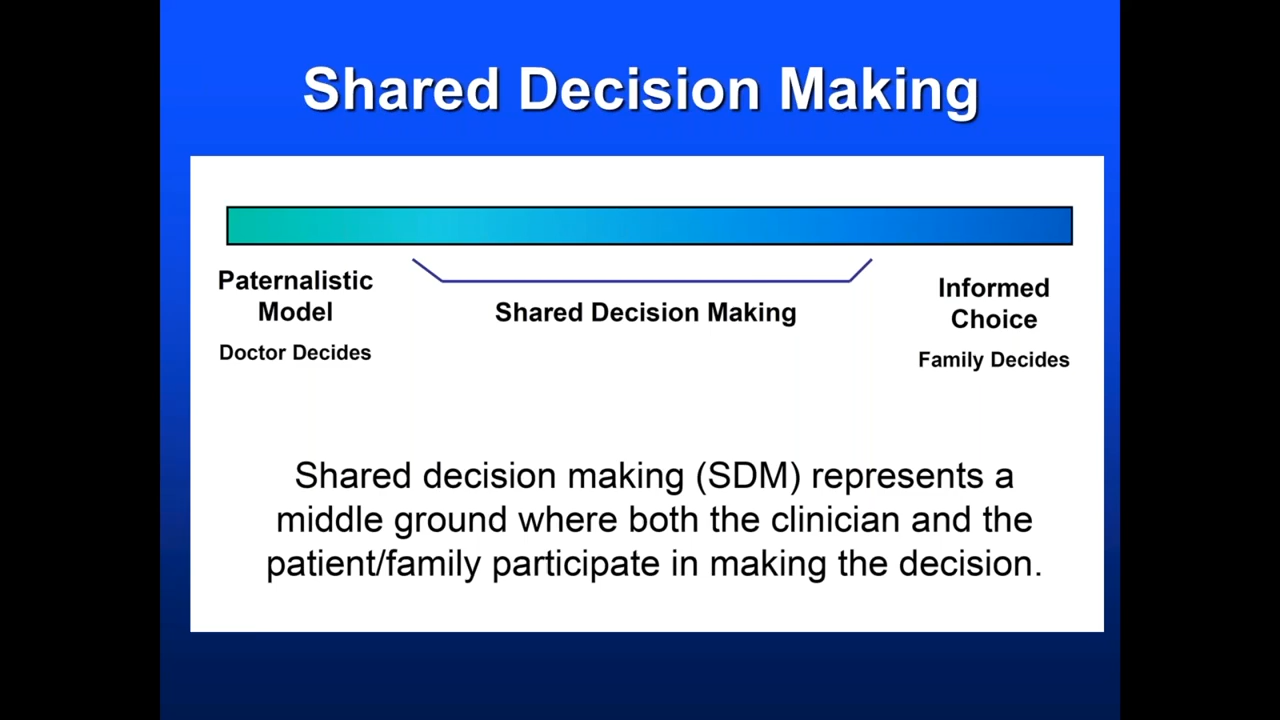 Shared Decision Making
Paternalistic
Model
Doctor Decides
Shared Decision Making
Informed
Choice
Family Decides
Shared decision making (SDM) represents a
middle ground where both the clinician and the
patient/family participate in making the decision.